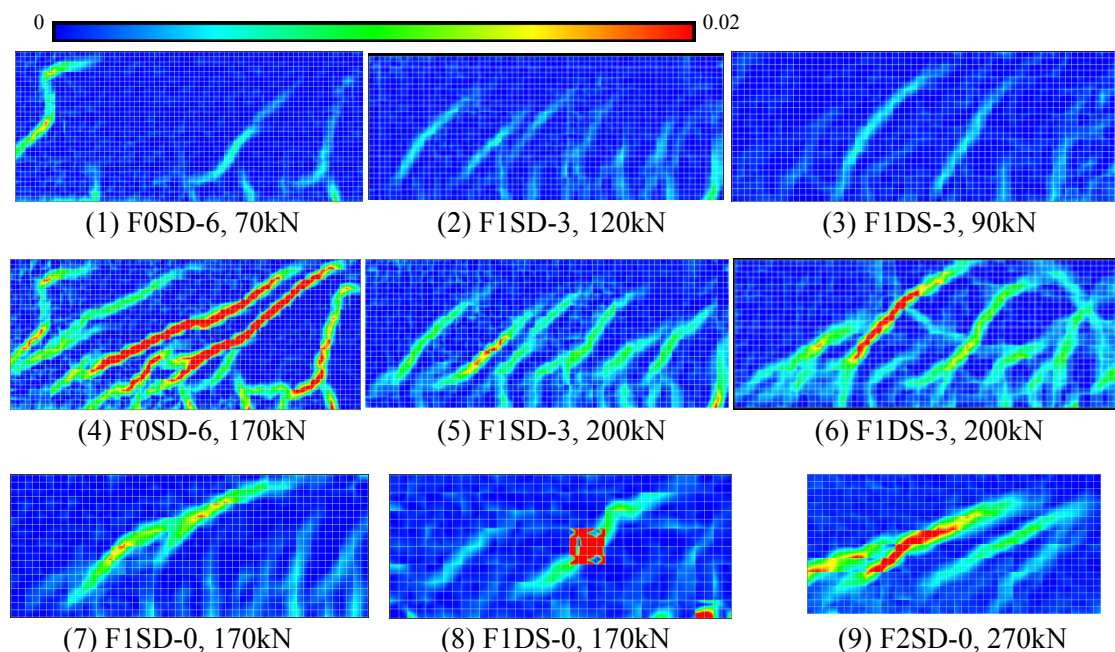 0 0.02
(1) F0SD-6, 70kN (2) F1SD-3, 120kN (3) F1DS-3, 90kN
(4) F0SD-6, 170kN (5) F1SD-3, 200kN (6) F1DS-3, 200kN
(7) F1SD-0, 170kN (8) F1DS-0, 170kN (9) F2SD-0, 270kN